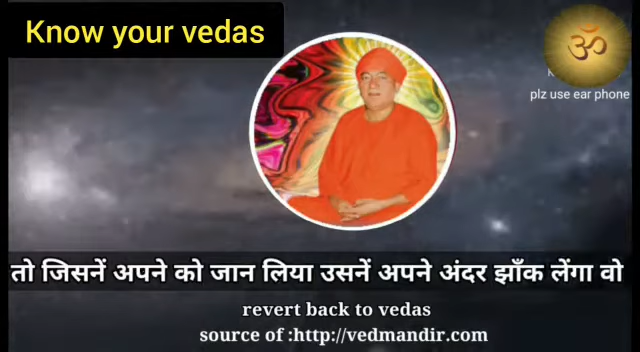 Know your vedas
ॐ
plz use ear phone
तो जिसनें अपने को जान लिया उसनें अपने अंदर झाँक लेंगा वो
revert back to vedas
source of :http://vedmandir.com